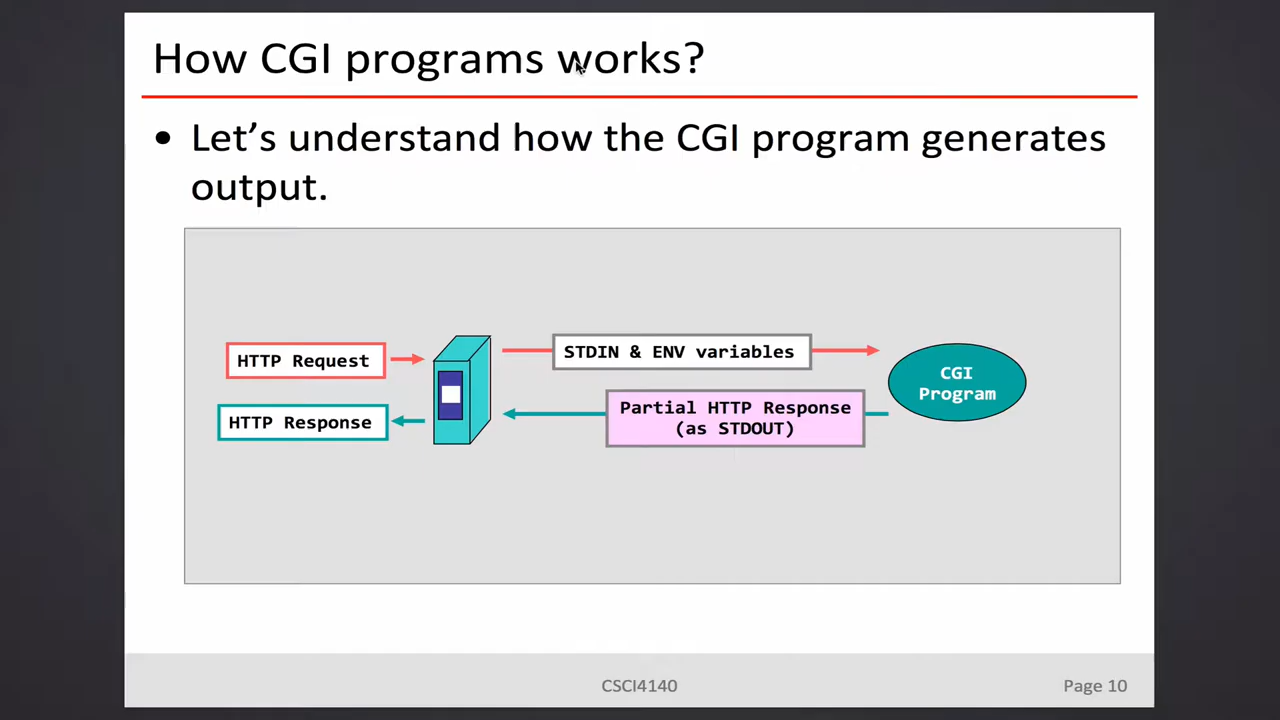 How CGI programs works?
• Let's understand how the CGI program generates
output.
HTTP Request
STDIN & ENV variables
CGI
Program
Partial HTTP Response
(as STDOUT)
HTTP Response
CSCI4140
Page 10